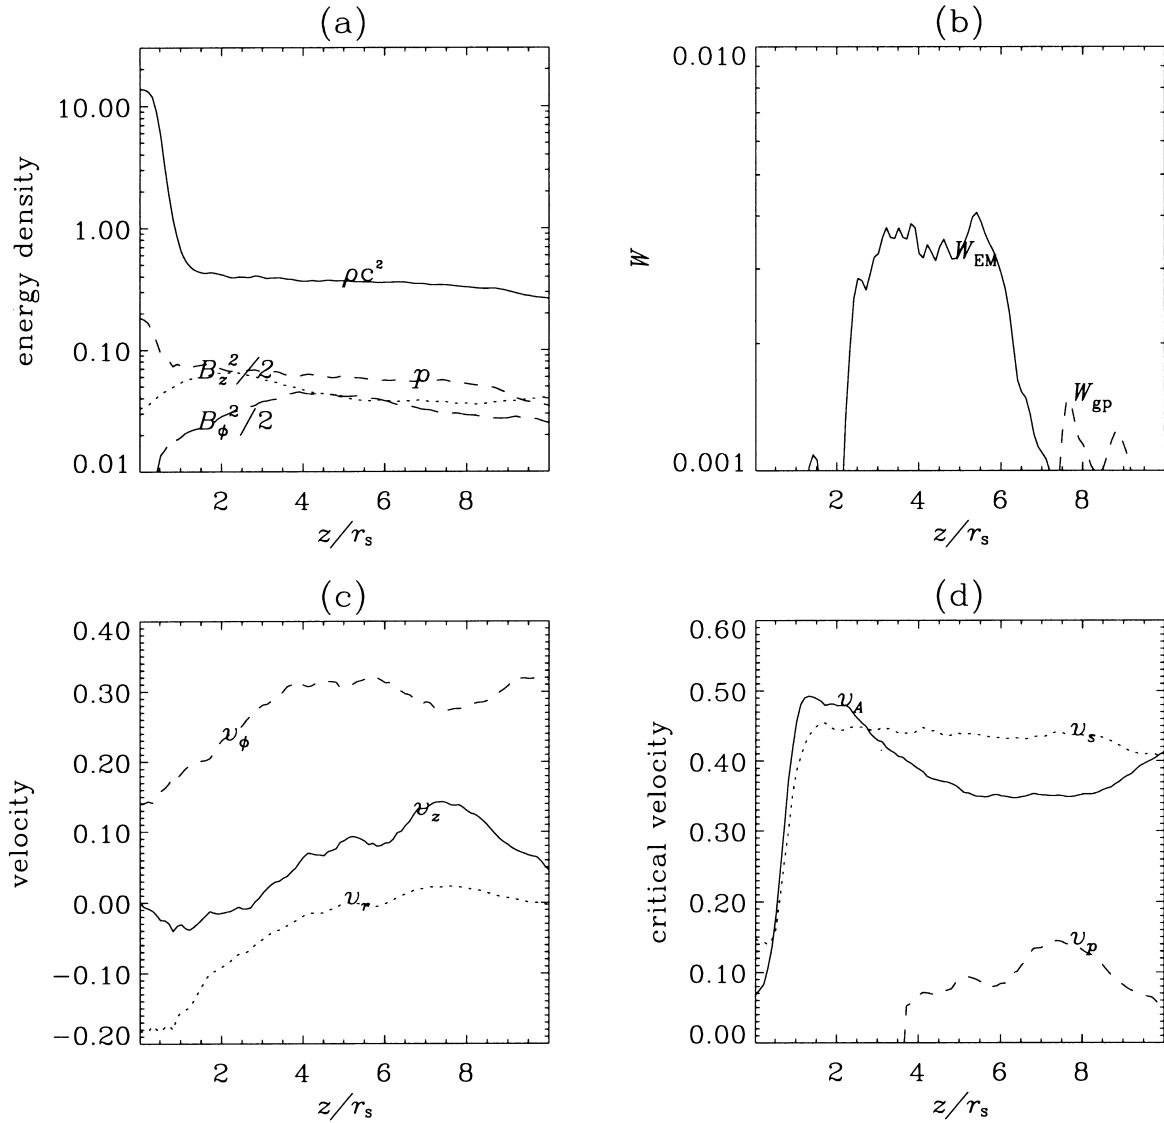 (a)
energy density
10.00
1.00
0.10
0.01
ρc²
B_z²/2
p
B_ϕ²/2
2 4 6 8
z/r_s
(b)
W
0.010
0.001
W_EM
W_gp
2 4 6 8
z/r_s
(c)
velocity
0.40
0.30
0.20
0.10
0.00
−0.10
−0.20
v_ϕ
v_z
v_r
2 4 6 8
z/r_s
(d)
critical velocity
0.60
0.50
0.40
0.30
0.20
0.10
0.00
v_A
v_s
v_p
2 4 6 8
z/r_s